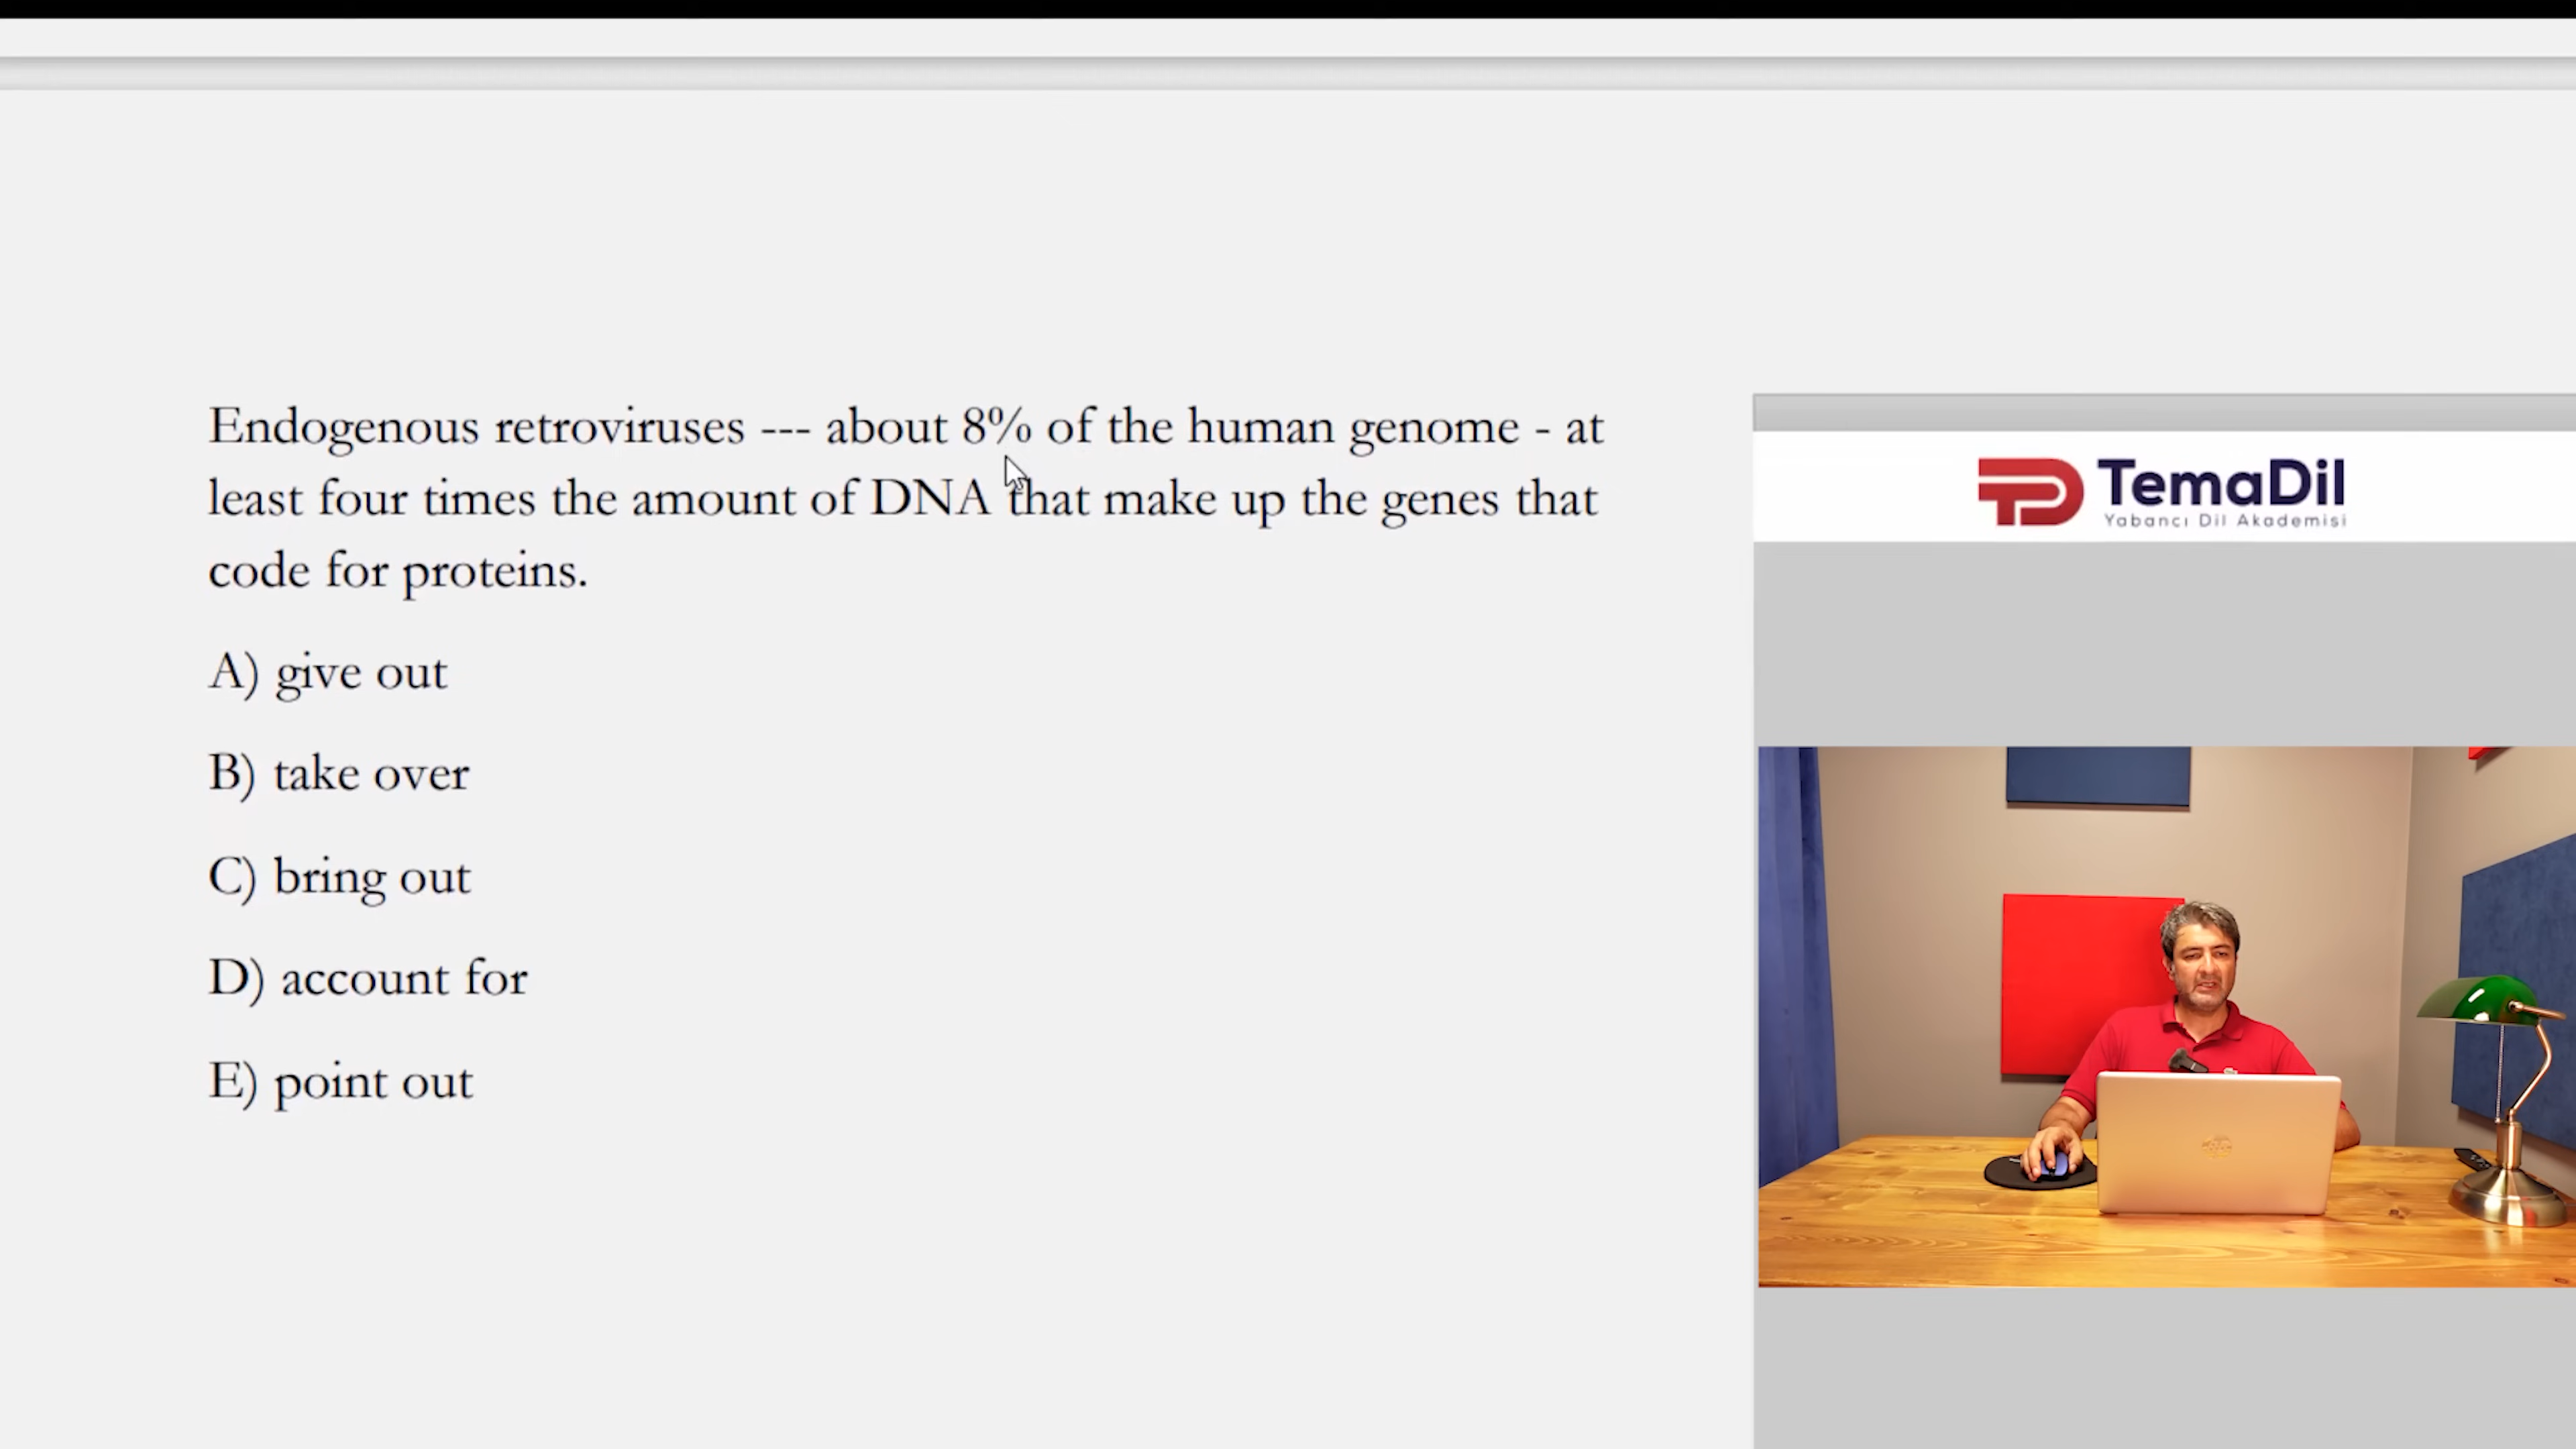 Endogenous retroviruses --- about 8% of the human genome - at
least four times the amount of DNA that make up the genes that
code for proteins.
A) give out
B) take over
C) bring out
D) account for
E) point out
TemaDil
Yabancı Dil Akademisi